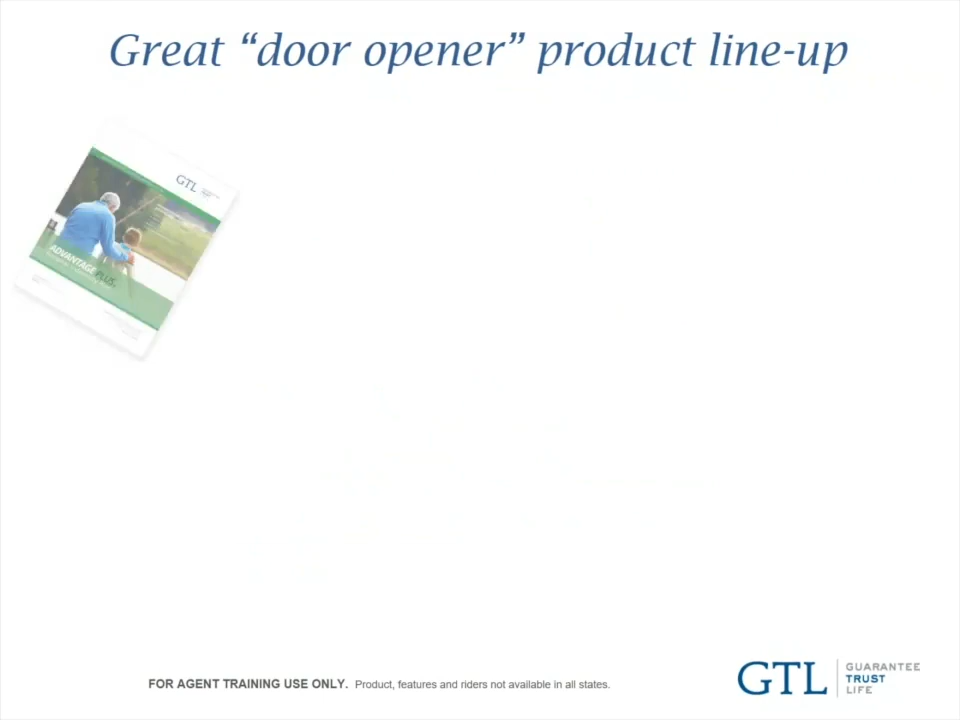 Great “door opener” product line-up
GTL
ADVANTAGE PLUS
FOR AGENT TRAINING USE ONLY. Product, features and riders not available in all states.
GTL
GUARANTEE
TRUST
LIFE